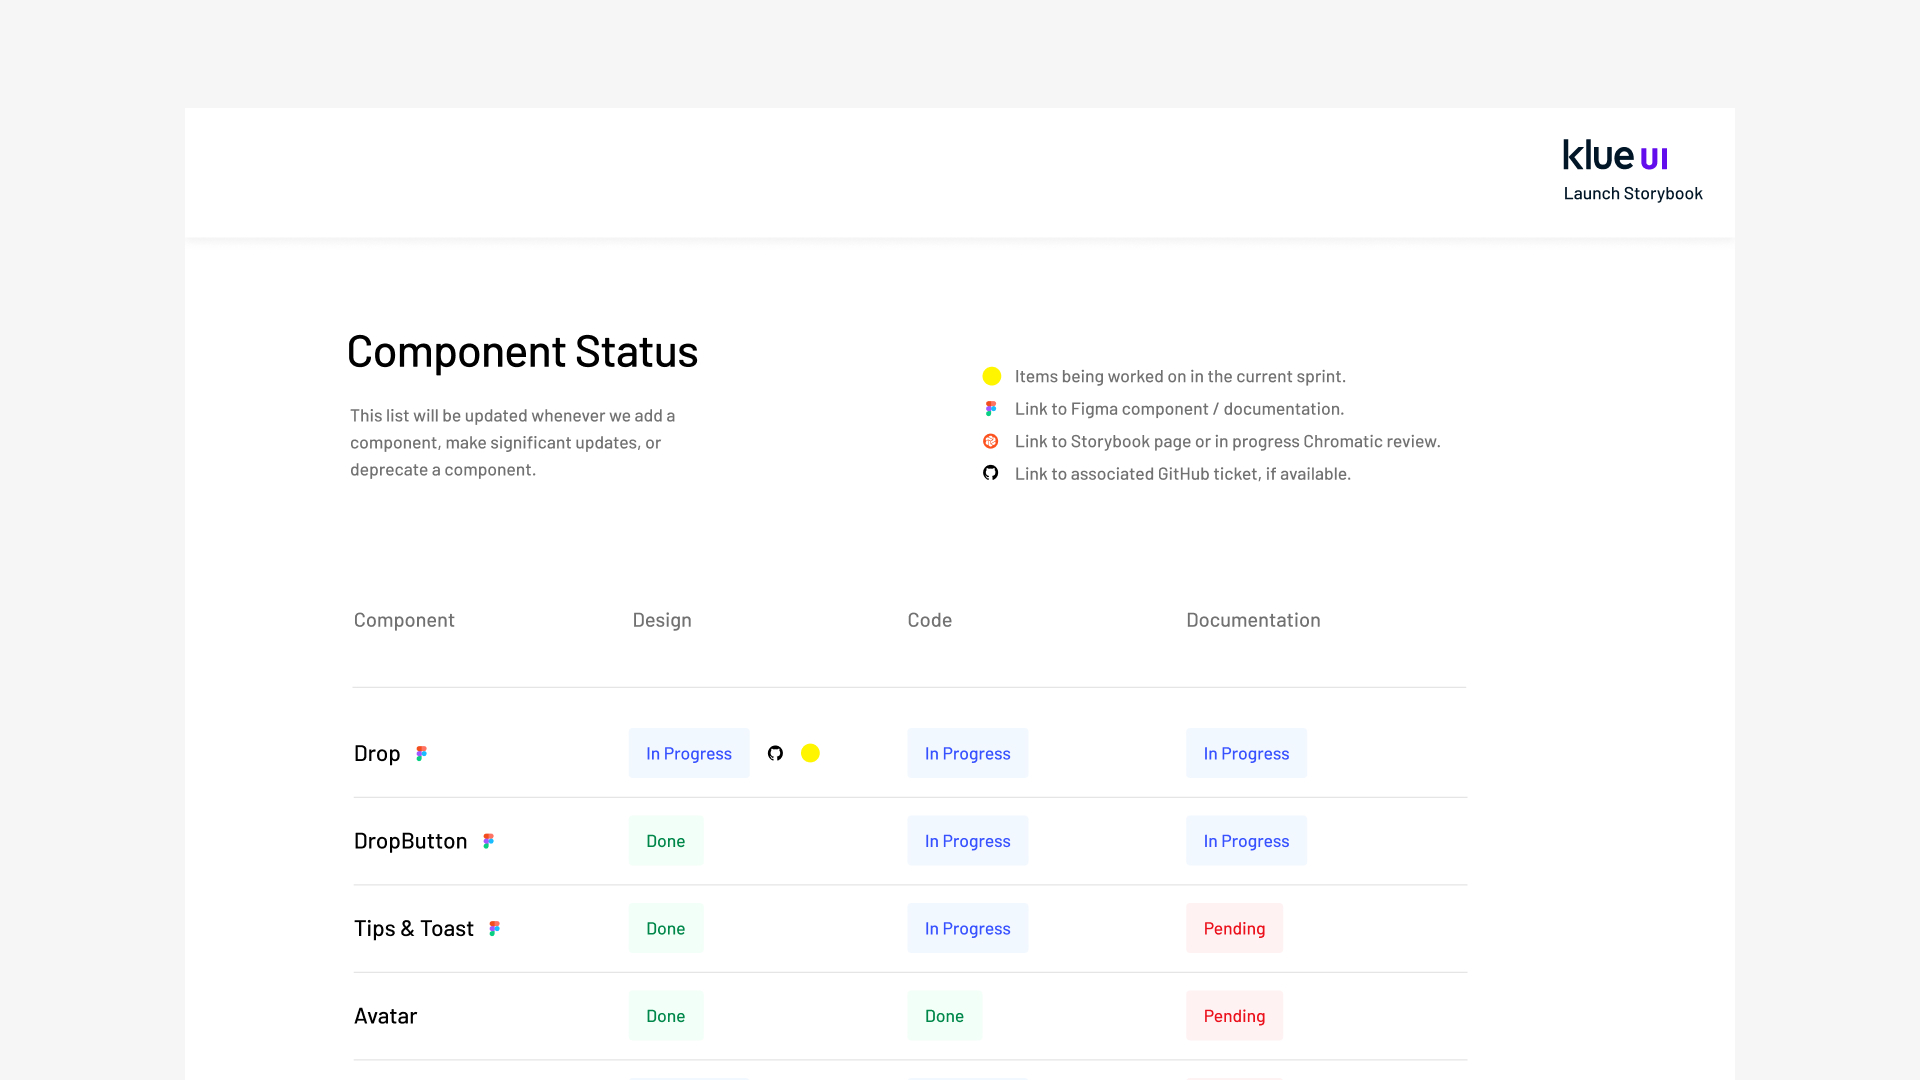 klue UI
Launch Storybook
Component Status
This list will be updated whenever we add a
component, make significant updates, or
deprecate a component.
Items being worked on in the current sprint.
Link to Figma component / documentation.
Link to Storybook page or in progress Chromatic review.
Link to associated GitHub ticket, if available.
Component Design Code Documentation
Drop In Progress In Progress In Progress
DropButton Done In Progress In Progress
Tips & Toast Done In Progress Pending
Avatar Done Done Pending